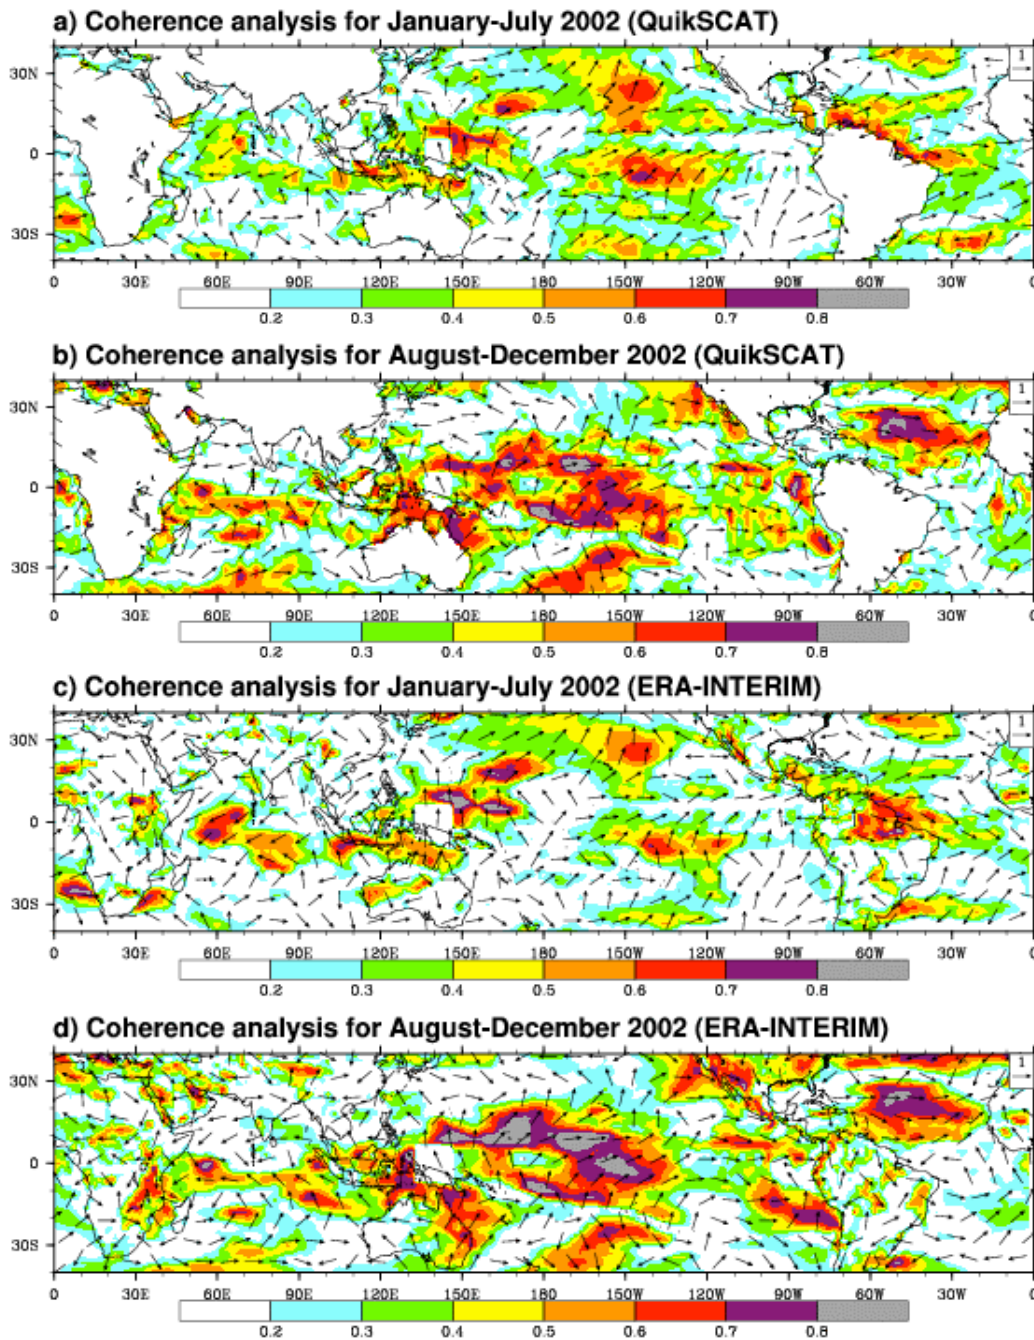 a) Coherence analysis for January-July 2002 (QuikSCAT)
1
30N
0
30S
0 30E 60E 90E 120E 150E 180 150W 120W 90W 60W 30W 0
0.2 0.3 0.4 0.5 0.6 0.7 0.8
b) Coherence analysis for August-December 2002 (QuikSCAT)
1
30N
0
30S
0 30E 60E 90E 120E 150E 180 150W 120W 90W 60W 30W 0
0.2 0.3 0.4 0.5 0.6 0.7 0.8
c) Coherence analysis for January-July 2002 (ERA-INTERIM)
1
30N
0
30S
0 30E 60E 90E 120E 150E 180 150W 120W 90W 60W 30W 0
0.2 0.3 0.4 0.5 0.6 0.7 0.8
d) Coherence analysis for August-December 2002 (ERA-INTERIM)
1
30N
0
30S
0 30E 60E 90E 120E 150E 180 150W 120W 90W 60W 30W 0
0.2 0.3 0.4 0.5 0.6 0.7 0.8